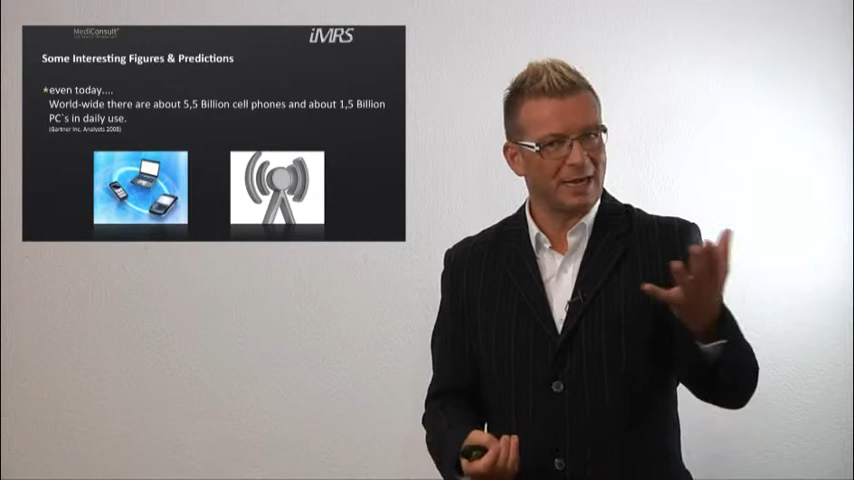 MediConsult
iMRS
Some Interesting Figures & Predictions
★even today....
World-wide there are about 5,5 Billion cell phones and about 1,5 Billion
PC`s in daily use.
(Gartner Inc. Analysts 2008)